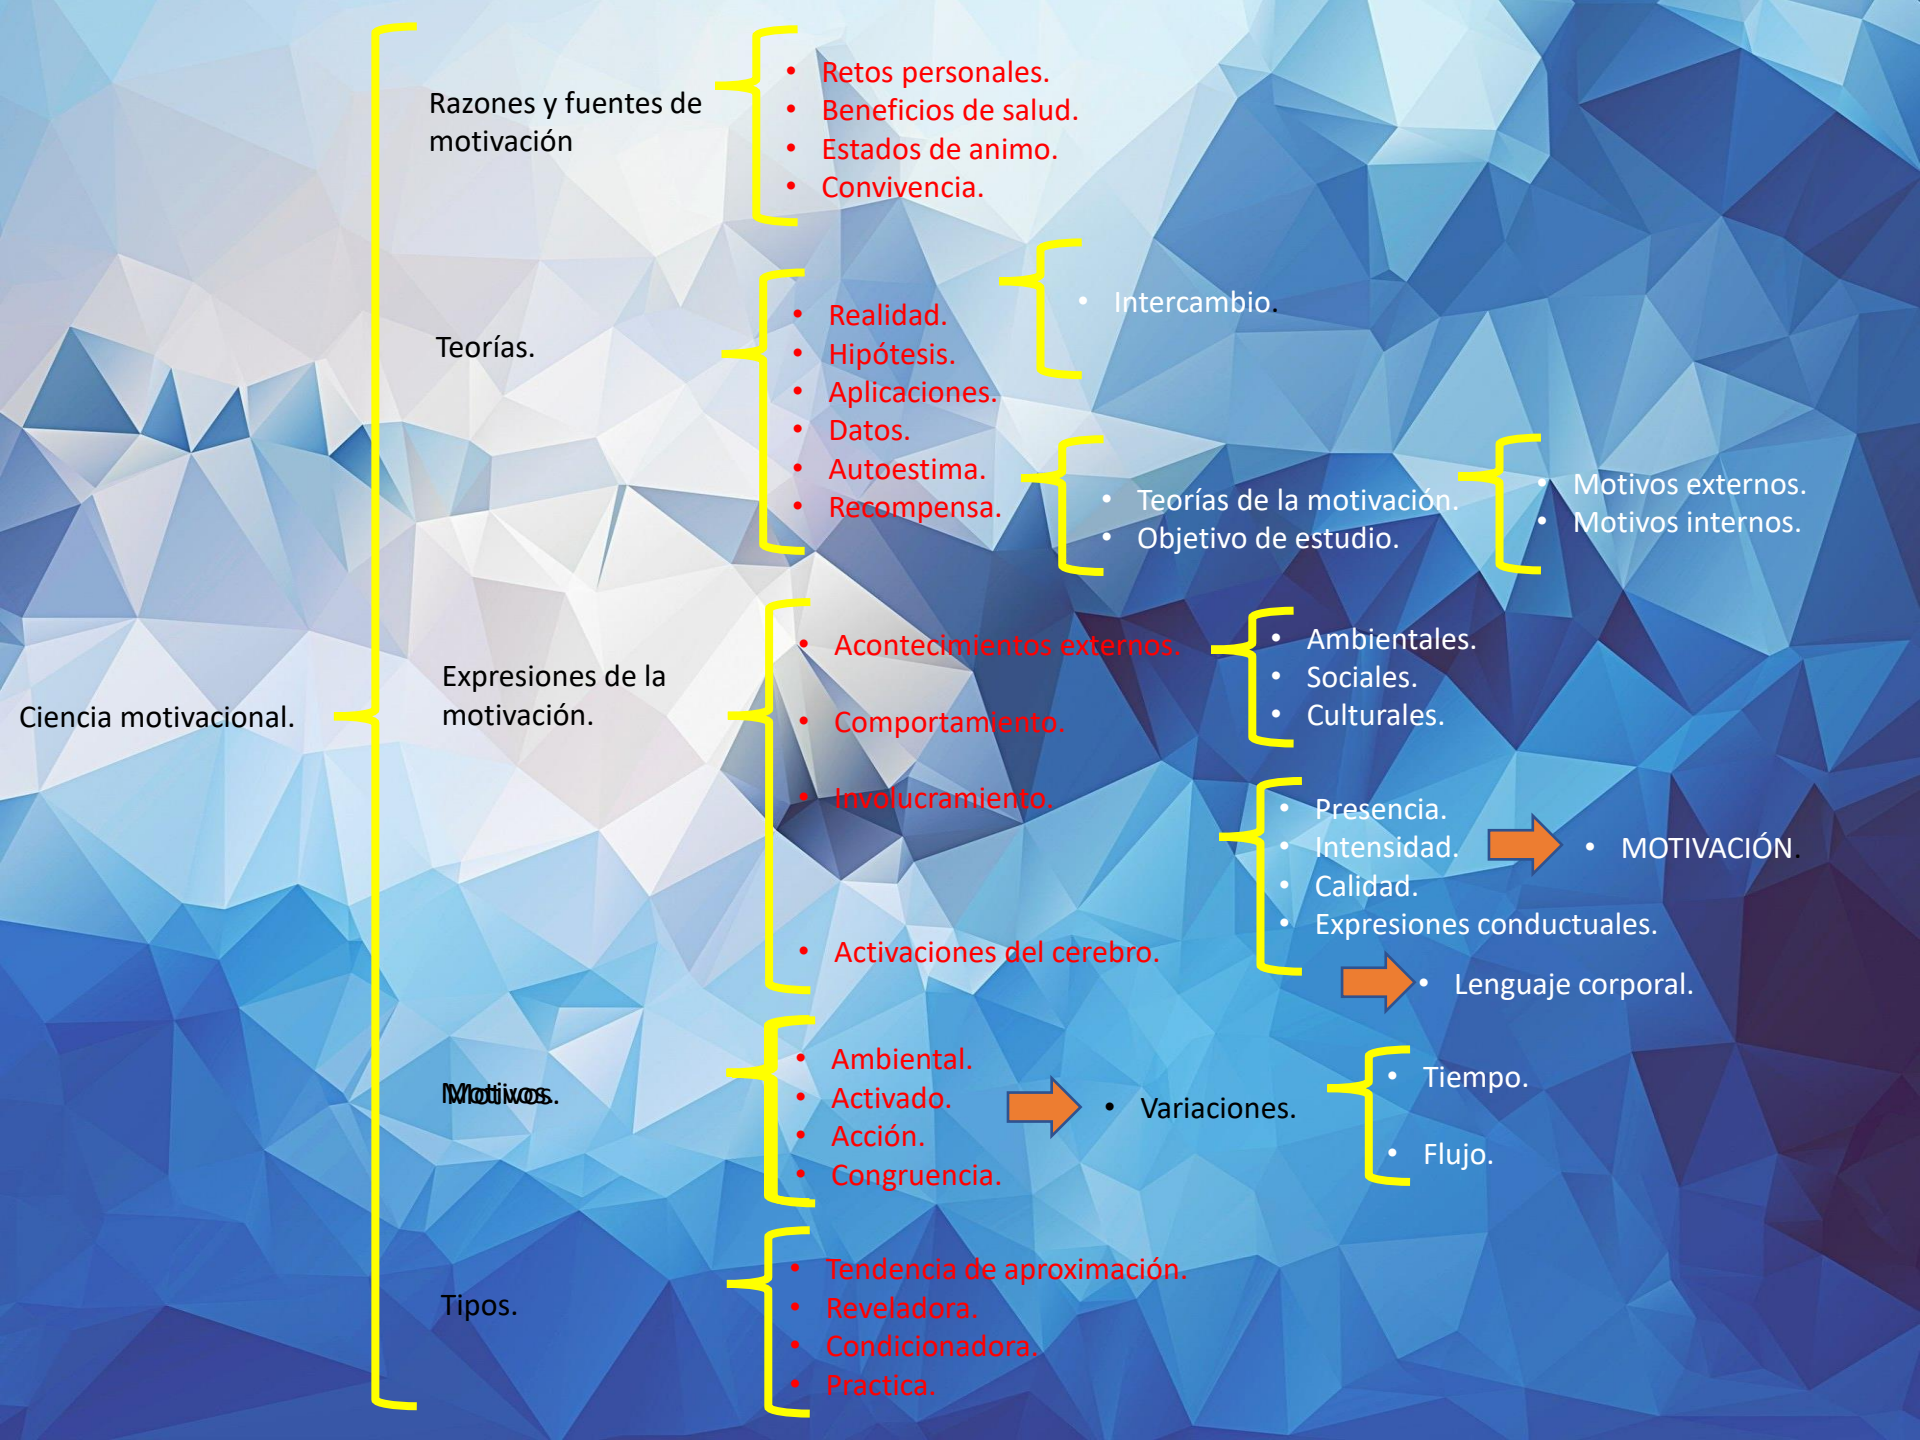 Ciencia motivacional.
Razones y fuentes de
motivación
• Retos personales.
• Beneficios de salud.
• Estados de animo.
• Convivencia.
Teorías.
• Realidad.
• Hipótesis.
• Aplicaciones.
• Datos.
• Autoestima.
• Recompensa.
• Intercambio.
• Teorías de la motivación.
• Objetivo de estudio.
• Motivos externos.
• Motivos internos.
Expresiones de la
motivación.
• Acontecimientos externos.
• Comportamiento.
• Involucramiento.
• Activaciones del cerebro.
• Ambientales.
• Sociales.
• Culturales.
• Presencia.
• Intensidad.
• Calidad.
• Expresiones conductuales.
• MOTIVACIÓN.
• Lenguaje corporal.
Motivos.
Motivos.
• Ambiental.
• Activado.
• Acción.
• Congruencia.
• Variaciones.
• Tiempo.
• Flujo.
Tipos.
• Tendencia de aproximación.
• Reveladora.
• Condicionadora.
• Practica.